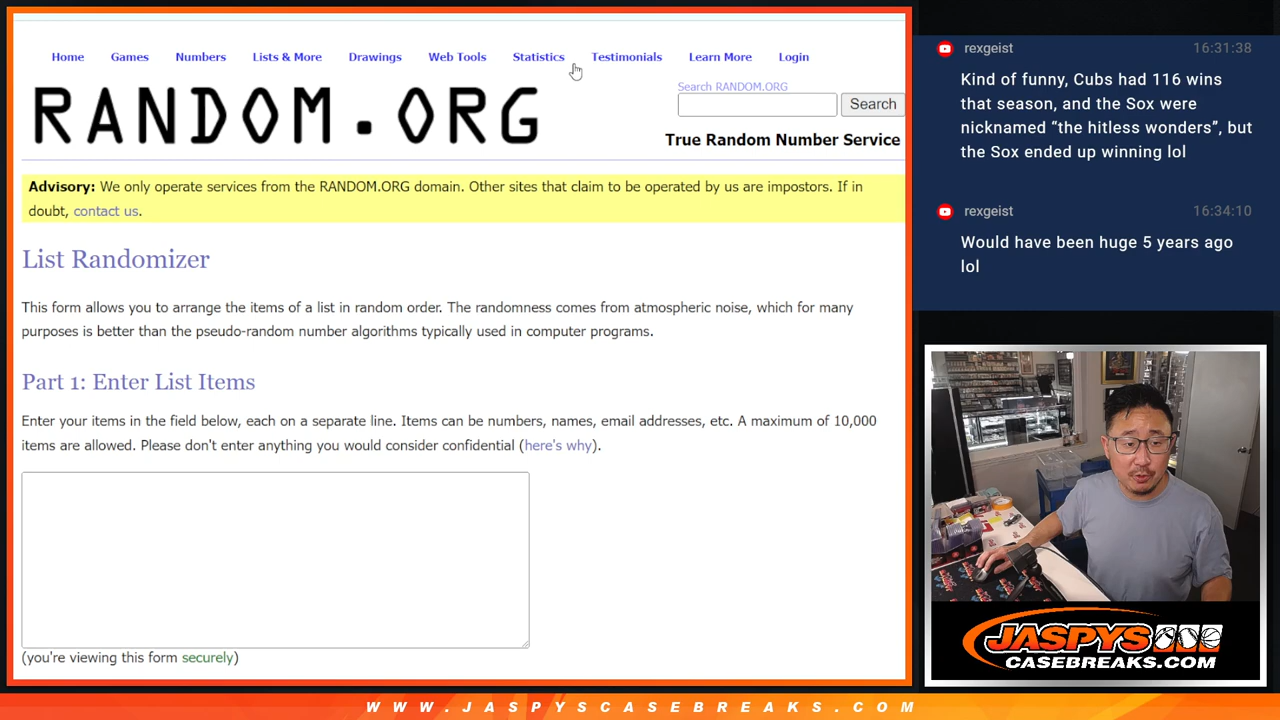 Home Games Numbers Lists & More Drawings Web Tools Statistics Testimonials Learn More Login
RANDOM.ORG
Search RANDOM.ORG
Search
True Random Number Service
Advisory: We only operate services from the RANDOM.ORG domain. Other sites that claim to be operated by us are impostors. If in
doubt, contact us.
List Randomizer
This form allows you to arrange the items of a list in random order. The randomness comes from atmospheric noise, which for many
purposes is better than the pseudo-random number algorithms typically used in computer programs.
Part 1: Enter List Items
Enter your items in the field below, each on a separate line. Items can be numbers, names, email addresses, etc. A maximum of 10,000
items are allowed. Please don't enter anything you would consider confidential (here's why).
(you're viewing this form securely)
rexgeist 16:31:38
Kind of funny, Cubs had 116 wins
that season, and the Sox were
nicknamed “the hitless wonders”, but
the Sox ended up winning lol
rexgeist 16:34:10
Would have been huge 5 years ago
lol
JASPYS
CASEBREAKS.COM
WWW.JASPYSCASEBREAKS.COM